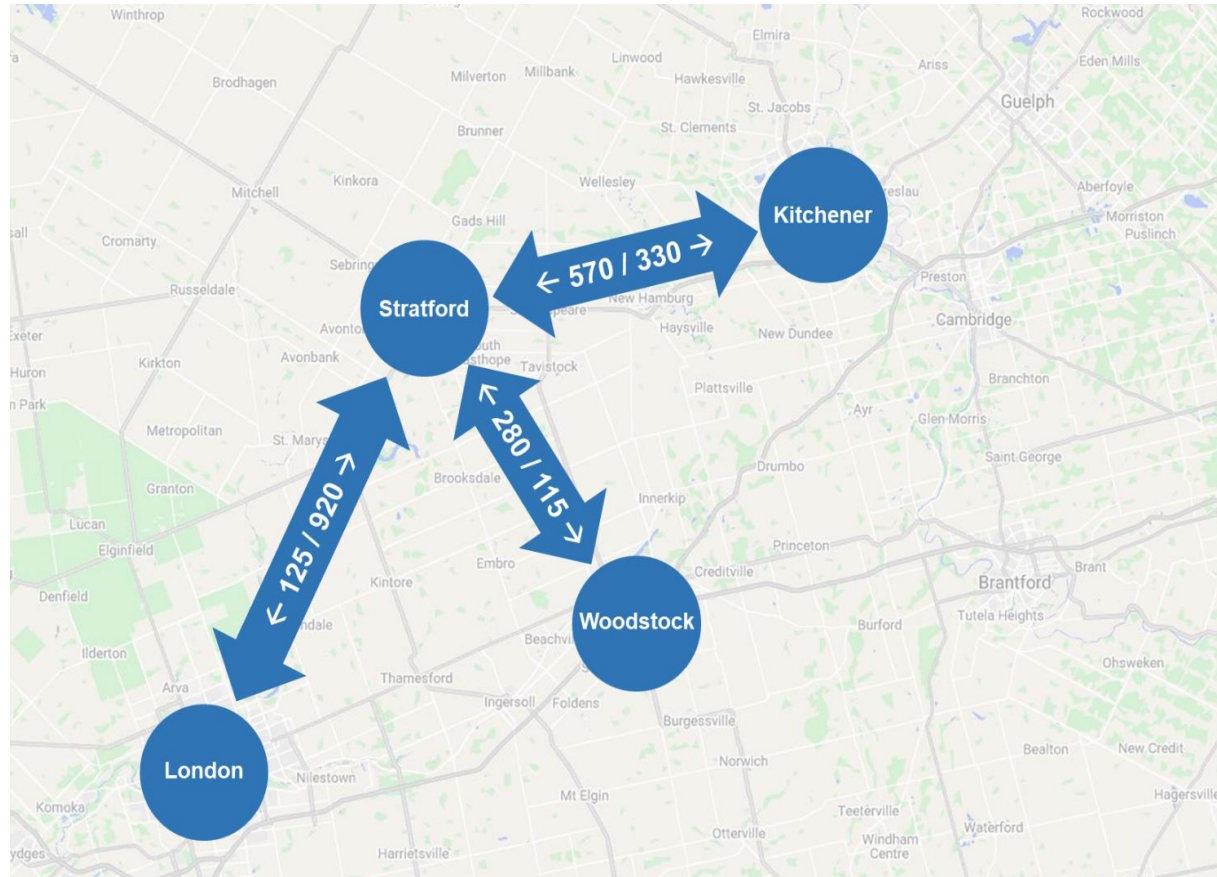 Winthrop
Rockwood
Elmira
Linwood
Ariss
Eden Mills
Brodhagen
Milverton
Millbank
Hawkesville
St. Jacobs
Guelph
Brunner
St. Clements
Kitchener
Mitchell
Kinkora
Wellesley
reslau
Aberfoyle
Gads Hill
Morriston
Puslinch
Cromarty
Sebring
← 570 / 330 →
Preston
Russeldale
Stratford
New Hamburg
Cambridge
Exeter
Avonton
Haysville
New Dundee
Kirkton
Avonbank
Tavistock
Huron
n Park
Plattsville
Branchton
Ayr
Glen Morris
Metropolitan
St. Marys
← 280 / 115 →
Saint George
Granton
Brooksdale
Drumbo
Lucan
Innerkip
Elginfield
← 125 / 920 →
Princeton
Embro
Creditville
Brant
Denfield
Kintore
Brantford
Tutela Heights
Woodstock
Burford
Ilderton
ndale
Beachvi
Ohsweken
Arva
Thamesford
Ingersoll
Foldens
Burgessville
London
Bealton
New Credit
Nilestown
Norwich
Komoka
Mt Elgin
Hagersville
Teeterville
Waterford
dges
Otterville
Windham
Centre
Harrietsville